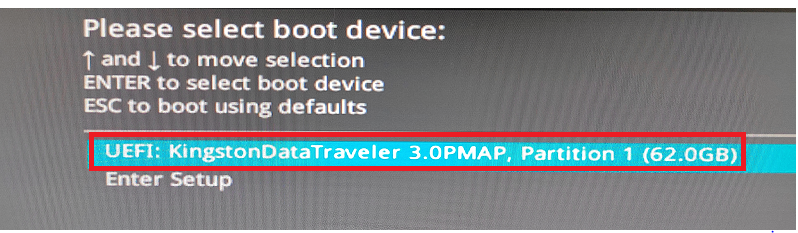 Please select boot device:
↑ and ↓ to move selection
ENTER to select boot device
ESC to boot using defaults
UEFI: KingstonDataTraveler 3.0PMAP, Partition 1 (62.0GB)
Enter Setup